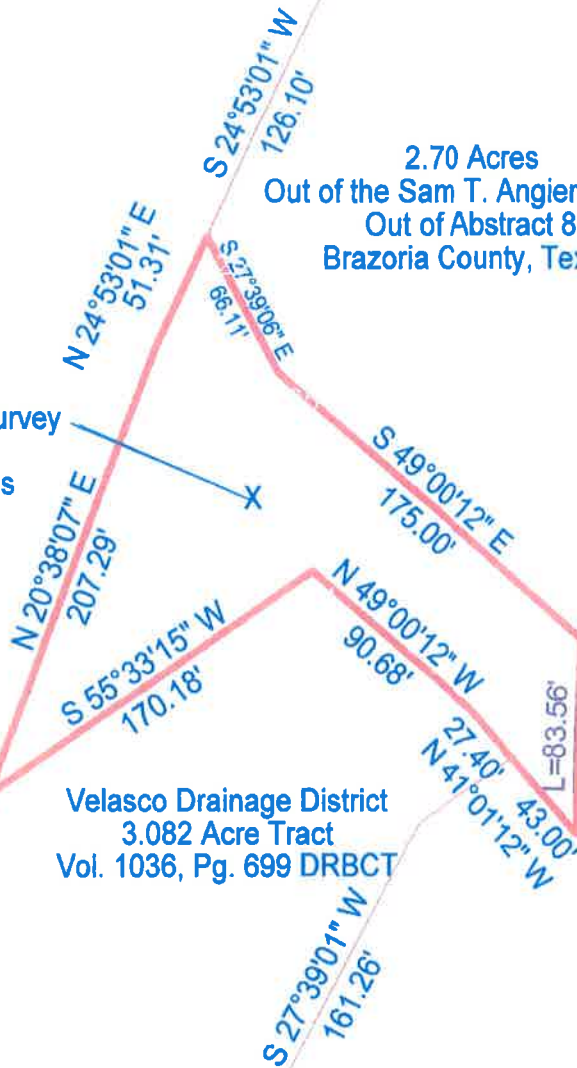 S 24°53'01" W
126.10'
2.70 Acres
Out of the Sam T. Angier
Out of Abstract 8
Brazoria County, Tex
N 24°53'01" E
51.31'
S 27°39'06" E
66.11'
urvey
s
X
S 49°00'12" E
175.00'
N 20°38'07" E
207.29'
N 49°00'12" W
90.68'
S 55°33'15" W
170.18'
L=83.56'
27.40'
43.00'
N 41°01'12" W
Velasco Drainage District
3.082 Acre Tract
Vol. 1036, Pg. 699 DRBCT
S 27°39'01" W
161.26'